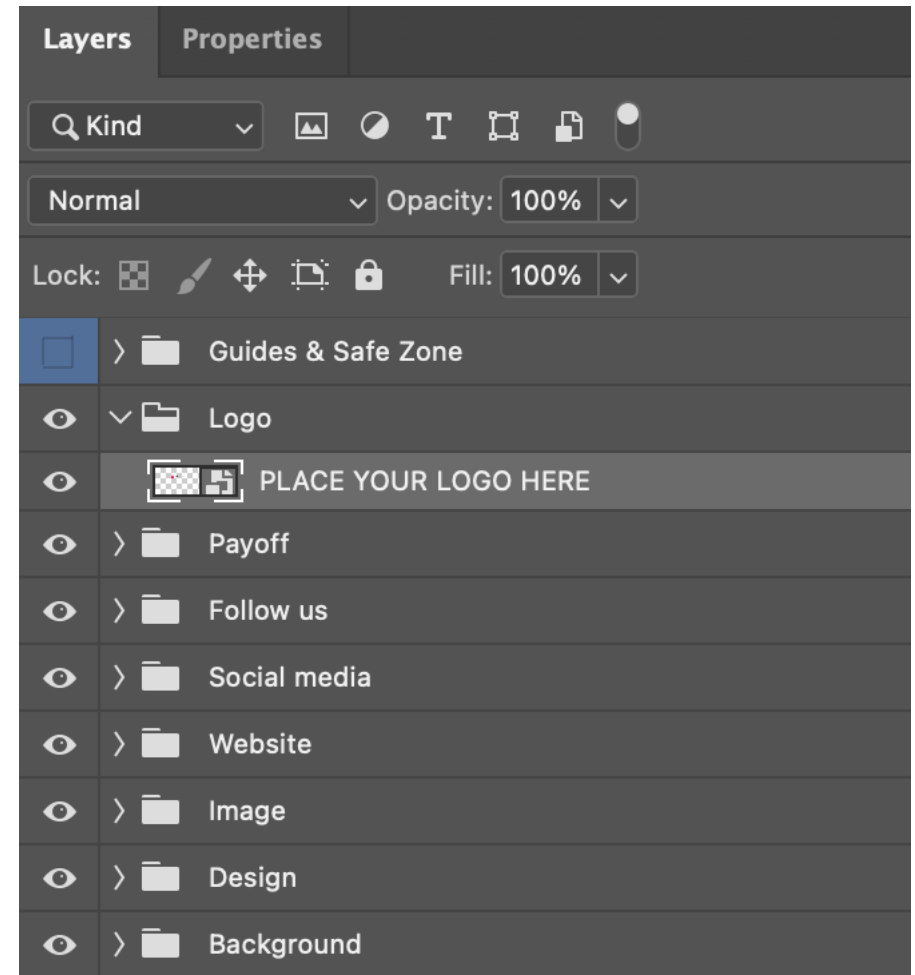 Layers Properties
Kind
Normal Opacity: 100%
Lock: Fill: 100%
Guides & Safe Zone
Logo
PLACE YOUR LOGO HERE
Payoff
Follow us
Social media
Website
Image
Design
Background